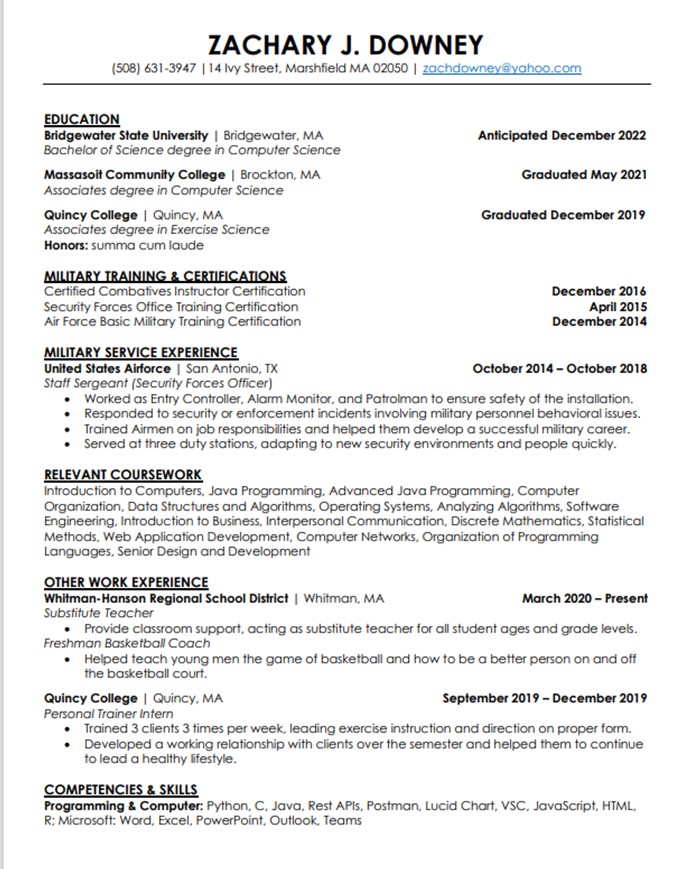 ZACHARY J. DOWNEY
(508) 631-3947 |14 Ivy Street, Marshfield MA 02050 | zachdowney@yahoo.com
EDUCATION
Bridgewater State University | Bridgewater, MA Anticipated December 2022
Bachelor of Science degree in Computer Science
Massasoit Community College | Brockton, MA Graduated May 2021
Associates degree in Computer Science
Quincy College | Quincy, MA Graduated December 2019
Associates degree in Exercise Science
Honors: summa cum laude
MILITARY TRAINING & CERTIFICATIONS
Certified Combatives Instructor Certification December 2016
Security Forces Office Training Certification April 2015
Air Force Basic Military Training Certification December 2014
MILITARY SERVICE EXPERIENCE
United States Airforce | San Antonio, TX October 2014 – October 2018
Staff Sergeant (Security Forces Officer)
• Worked as Entry Controller, Alarm Monitor, and Patrolman to ensure safety of the installation.
• Responded to security or enforcement incidents involving military personnel behavioral issues.
• Trained Airmen on job responsibilities and helped them develop a successful military career.
• Served at three duty stations, adapting to new security environments and people quickly.
RELEVANT COURSEWORK
Introduction to Computers, Java Programming, Advanced Java Programming, Computer
Organization, Data Structures and Algorithms, Operating Systems, Analyzing Algorithms, Software
Engineering, Introduction to Business, Interpersonal Communication, Discrete Mathematics, Statistical
Methods, Web Application Development, Computer Networks, Organization of Programming
Languages, Senior Design and Development
OTHER WORK EXPERIENCE
Whitman-Hanson Regional School District | Whitman, MA March 2020 – Present
Substitute Teacher
• Provide classroom support, acting as substitute teacher for all student ages and grade levels.
Freshman Basketball Coach
• Helped teach young men the game of basketball and how to be a better person on and off
the basketball court.
Quincy College | Quincy, MA September 2019 – December 2019
Personal Trainer Intern
• Trained 3 clients 3 times per week, leading exercise instruction and direction on proper form.
• Developed a working relationship with clients over the semester and helped them to continue
to lead a healthy lifestyle.
COMPETENCIES & SKILLS
Programming & Computer: Python, C, Java, Rest APIs, Postman, Lucid Chart, VSC, JavaScript, HTML,
R; Microsoft: Word, Excel, PowerPoint, Outlook, Teams